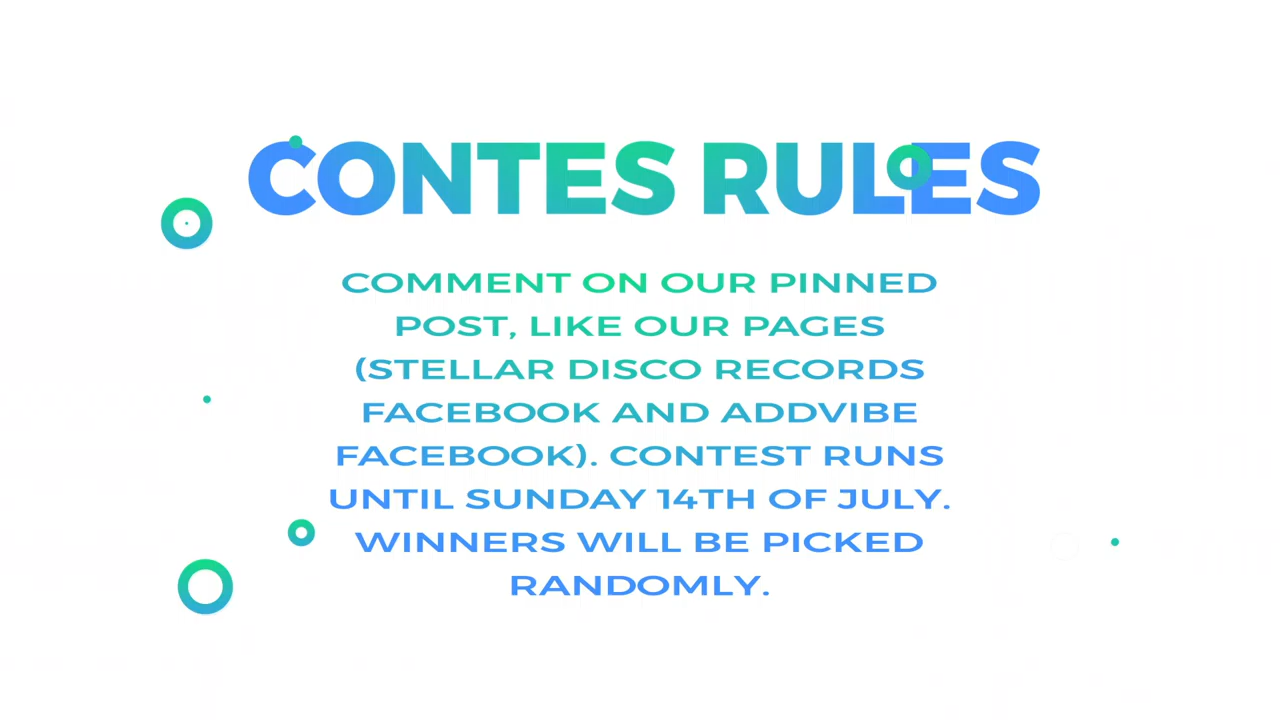 CONTES RULES
COMMENT ON OUR PINNED
POST, LIKE OUR PAGES
(STELLAR DISCO RECORDS
FACEBOOK AND ADDVIBE
FACEBOOK). CONTEST RUNS
UNTIL SUNDAY 14TH OF JULY.
WINNERS WILL BE PICKED
RANDOMLY.